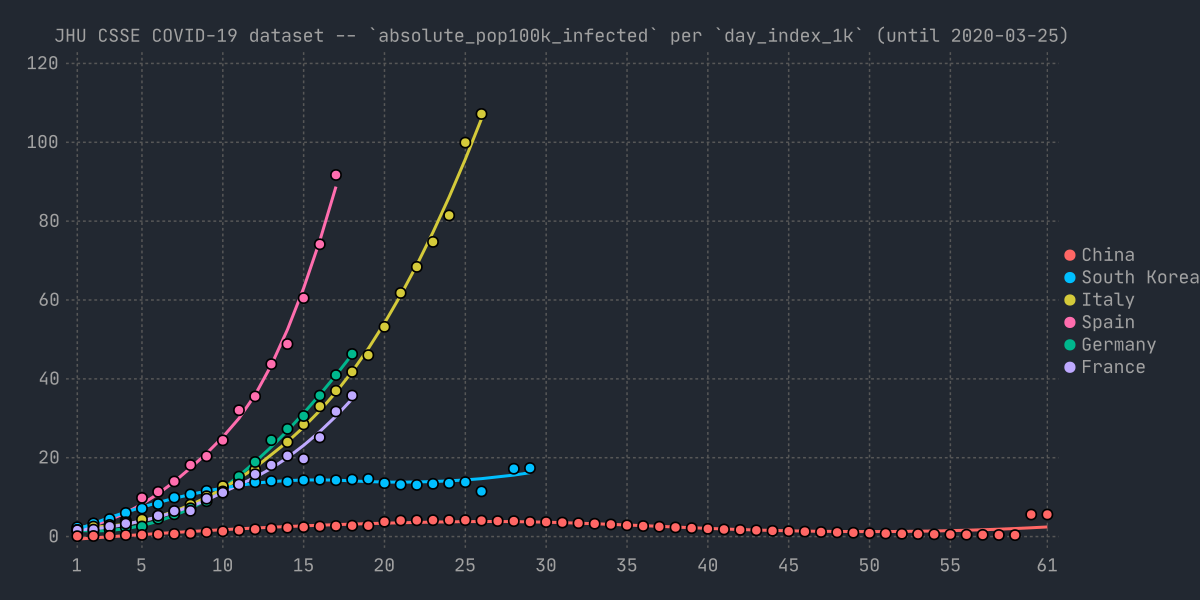 JHU CSSE COVID-19 dataset -- `absolute_pop100k_infected` per `day_index_1k` (until 2020-03-25)
120
100
80
60
40
20
0
1 5 10 15 20 25 30 35 40 45 50 55 61
China
South Korea
Italy
Spain
Germany
France